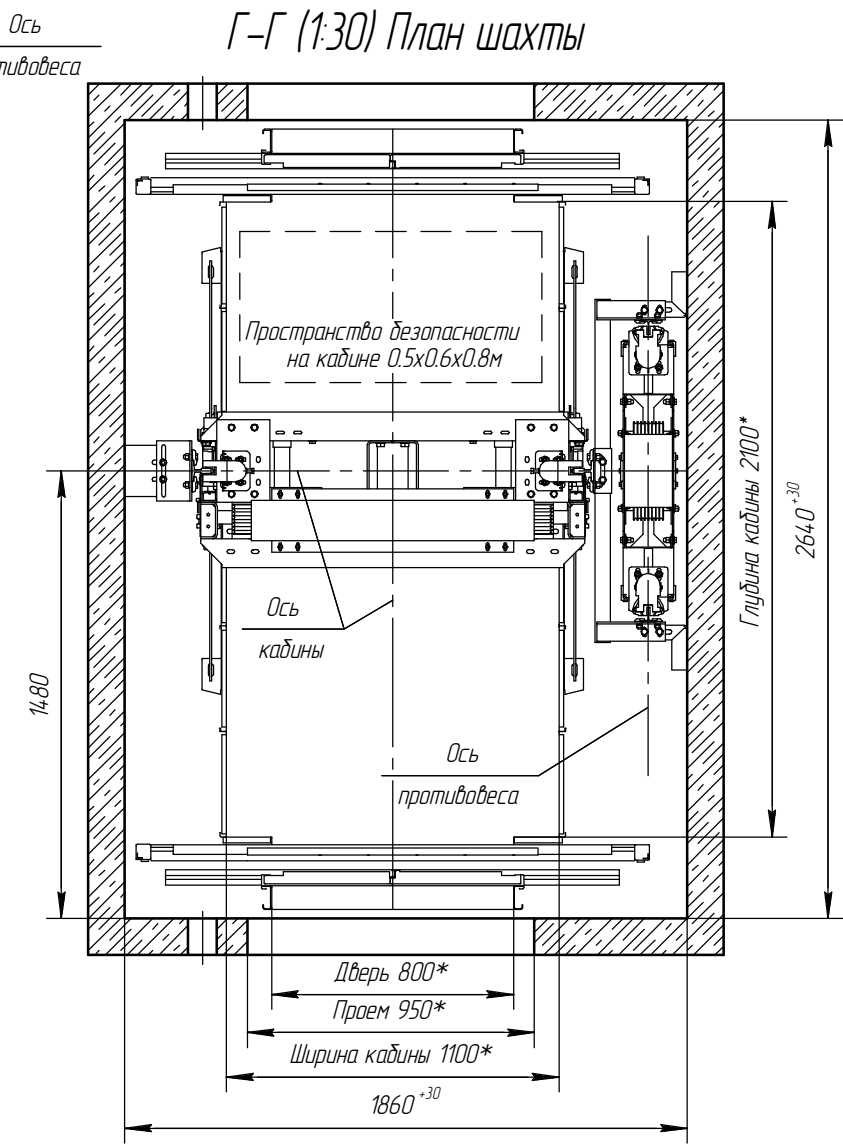 Ось
тивовеса
Г-Г (1:30) План шахты
Пространство безопасности
на кабине 0.5х0.6х0.8м
Глубина кабины 2100*
2640 +30
Ось
кабины
1480
Ось
противовеса
Дверь 800*
Проем 950*
Ширина кабины 1100*
1860 +30